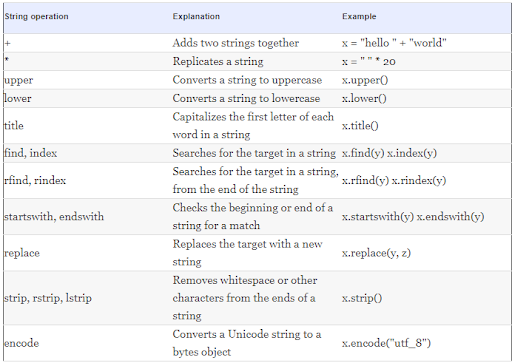 String operation Explanation Example
+ Adds two strings together x = "hello " + "world"
* Replicates a string x = " " * 20
upper Converts a string to uppercase x.upper()
lower Converts a string to lowercase x.lower()
title Capitalizes the first letter of each word in a string x.title()
find, index Searches for the target in a string x.find(y) x.index(y)
rfind, rindex Searches for the target in a string, from the end of the string x.rfind(y) x.rindex(y)
startswith, endswith Checks the beginning or end of a string for a match x.startswith(y) x.endswith(y)
replace Replaces the target with a new string x.replace(y, z)
strip, rstrip, lstrip Removes whitespace or other characters from the ends of a string x.strip()
encode Converts a Unicode string to a bytes object x.encode("utf_8")